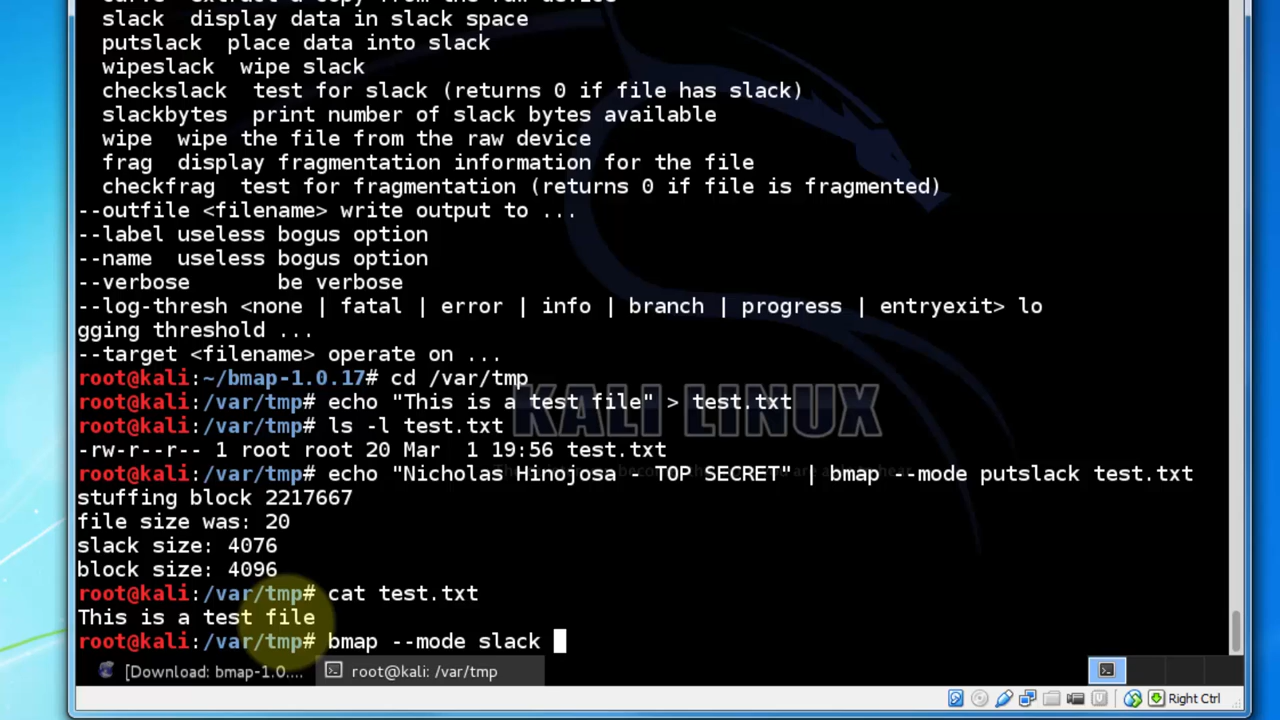 slack  display data in slack space
putslack  place data into slack
wipeslack  wipe slack
checkslack  test for slack (returns 0 if file has slack)
slackbytes  print number of slack bytes available
wipe  wipe the file from the raw device
frag  display fragmentation information for the file
checkfrag  test for fragmentation (returns 0 if file is fragmented)
--outfile <filename> write output to ...
--label useless bogus option
--name  useless bogus option
--verbose       be verbose
--log-thresh <none | fatal | error | info | branch | progress | entryexit> lo
gging threshold ...
--target <filename> operate on ...
root@kali:~/bmap-1.0.17# cd /var/tmp
root@kali:/var/tmp# echo "This is a test file" > test.txt
KALI LINUX
root@kali:/var/tmp# ls -l test.txt
-rw-r--r-- 1 root root 20 Mar  1 19:56 test.txt
root@kali:/var/tmp# echo "Nicholas Hinojosa - TOP SECRET" | bmap --mode putslack test.txt
stuffing block 2217667
file size was: 20
slack size: 4076
block size: 4096
root@kali:/var/tmp# cat test.txt
This is a test file
root@kali:/var/tmp# bmap --mode slack
[Download: bmap-1.0.... root@kali: /var/tmp
Right Ctrl